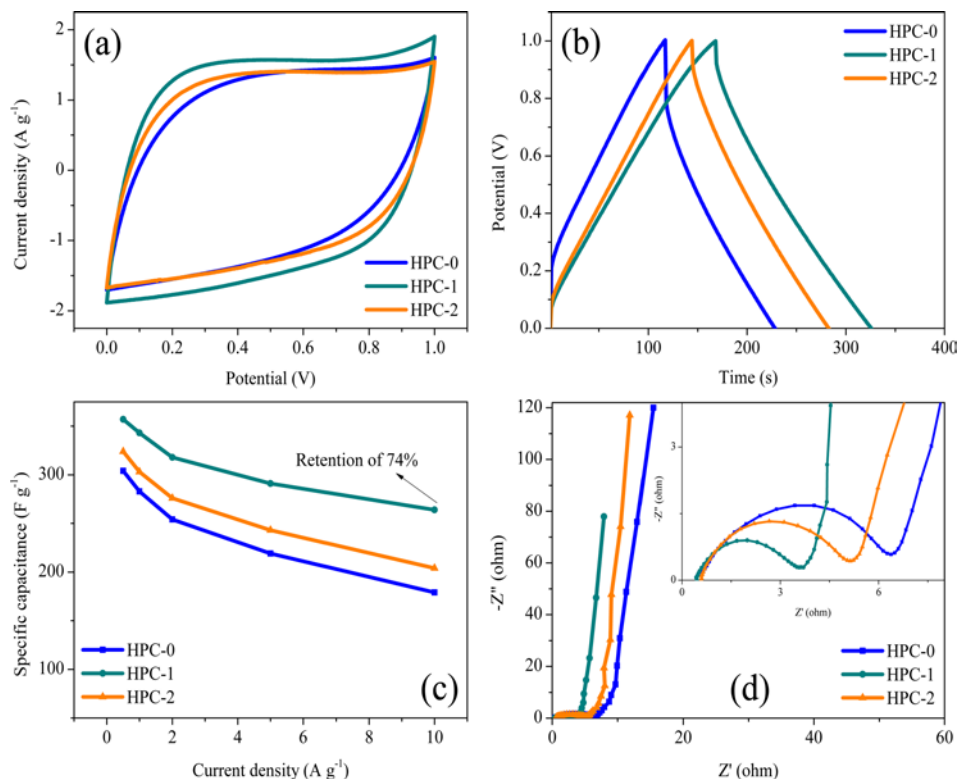 (a)
2
1
0
-1
-2
Current density (A g⁻¹)
HPC-0
HPC-1
HPC-2
0.0 0.2 0.4 0.6 0.8 1.0
Potential (V)
(b)
HPC-0
HPC-1
HPC-2
1.0
0.8
0.6
0.4
0.2
0.0
Potential (V)
100 200 300 400
Time (s)
300
200
100
Specific capacitance (F g⁻¹)
Retention of 74%
HPC-0
HPC-1
HPC-2
(c)
0 2 4 6 8 10
Current density (A g⁻¹)
120
100
80
60
40
20
0
-Z'' (ohm)
3
0
-Z'' (ohm)
0 3 6
Z' (ohm)
(d)
HPC-0
HPC-1
HPC-2
0 20 40 60
Z' (ohm)